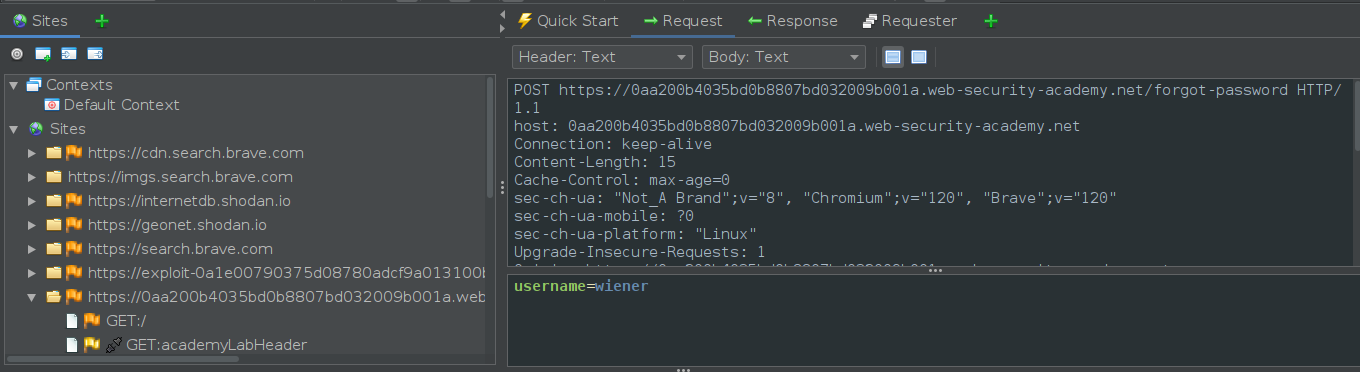 Sites
Quick Start
Request
Response
Requester
Header: Text
Body: Text
Contexts
Default Context
Sites
https://cdn.search.brave.com
https://imgs.search.brave.com
https://internetdb.shodan.io
https://geonet.shodan.io
https://search.brave.com
https://exploit-0a1e00790375d08780adcf9a013100b
https://0aa200b4035bd0b8807bd032009b001a.web
GET:/
GET:academyLabHeader
POST https://0aa200b4035bd0b8807bd032009b001a.web-security-academy.net/forgot-password HTTP/
1.1
host: 0aa200b4035bd0b8807bd032009b001a.web-security-academy.net
Connection: keep-alive
Content-Length: 15
Cache-Control: max-age=0
sec-ch-ua: "Not_A Brand";v="8", "Chromium";v="120", "Brave";v="120"
sec-ch-ua-mobile: ?0
sec-ch-ua-platform: "Linux"
Upgrade-Insecure-Requests: 1
username=wiener